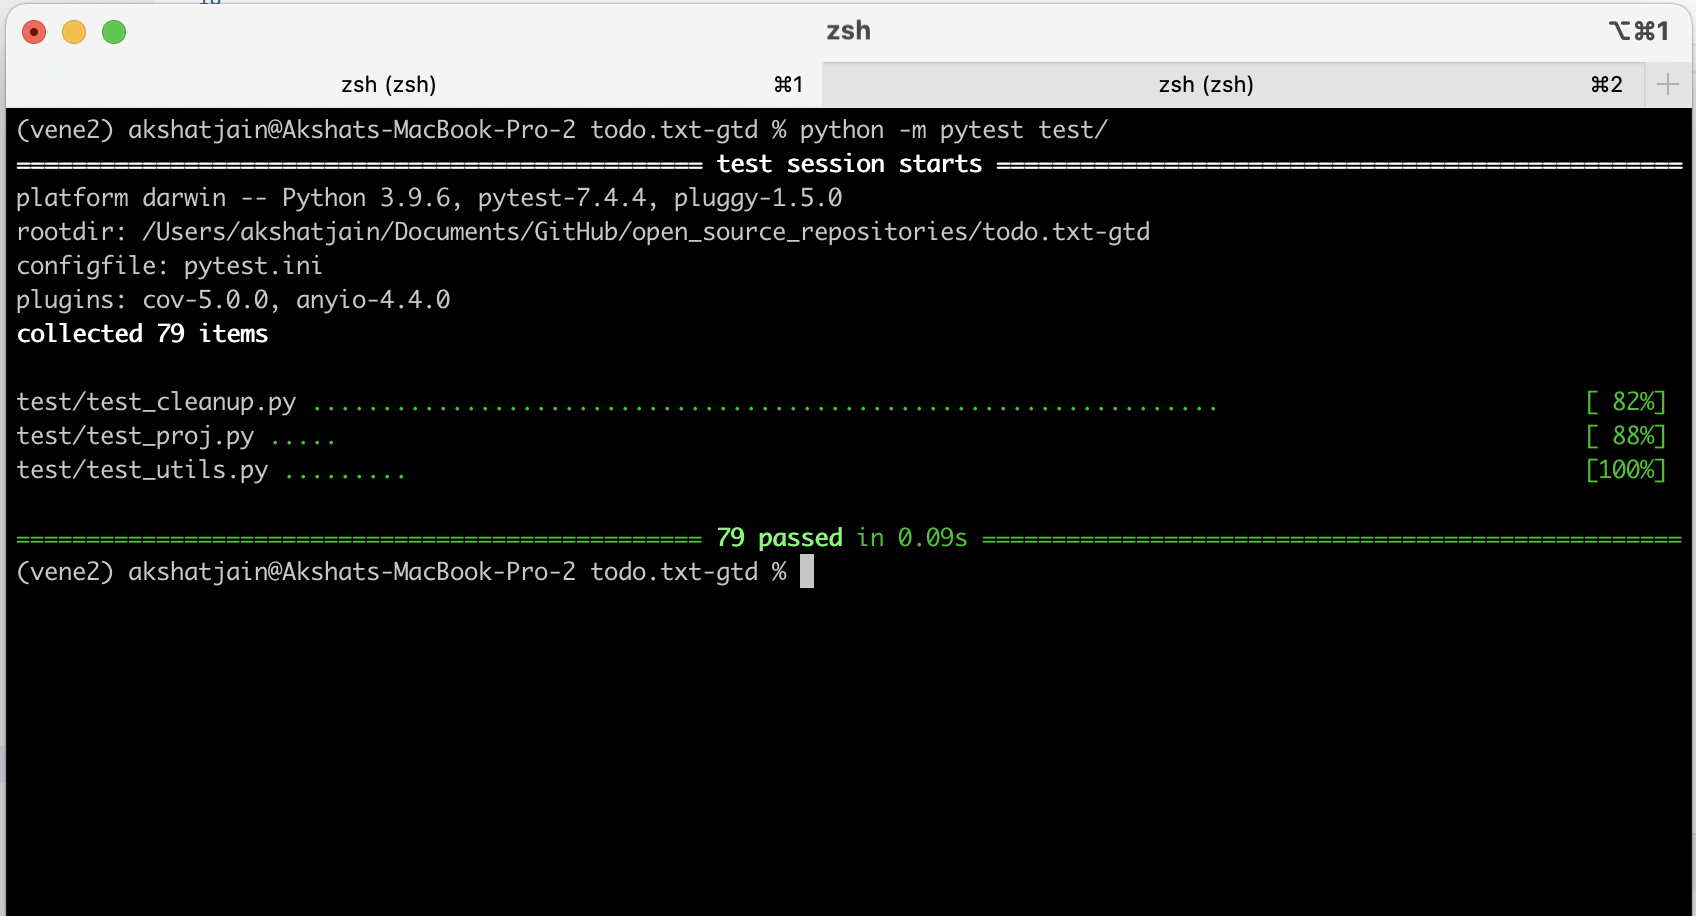 zsh
⌥⌘1
zsh (zsh) ⌘1 zsh (zsh) ⌘2 +
(vene2) akshatjain@Akshats-MacBook-Pro-2 todo.txt-gtd % python -m pytest test/
================================================= test session starts =================================================
platform darwin -- Python 3.9.6, pytest-7.4.4, pluggy-1.5.0
rootdir: /Users/akshatjain/Documents/GitHub/open_source_repositories/todo.txt-gtd
configfile: pytest.ini
plugins: cov-5.0.0, anyio-4.4.0
collected 79 items
test/test_cleanup.py ................................................................. [ 82%]
test/test_proj.py ..... [ 88%]
test/test_utils.py ......... [100%]
================================================= 79 passed in 0.09s ==================================================
(vene2) akshatjain@Akshats-MacBook-Pro-2 todo.txt-gtd %